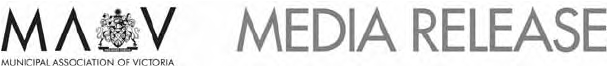 MAV MEDIA RELEASE
MUNICIPAL ASSOCIATION OF VICTORIA